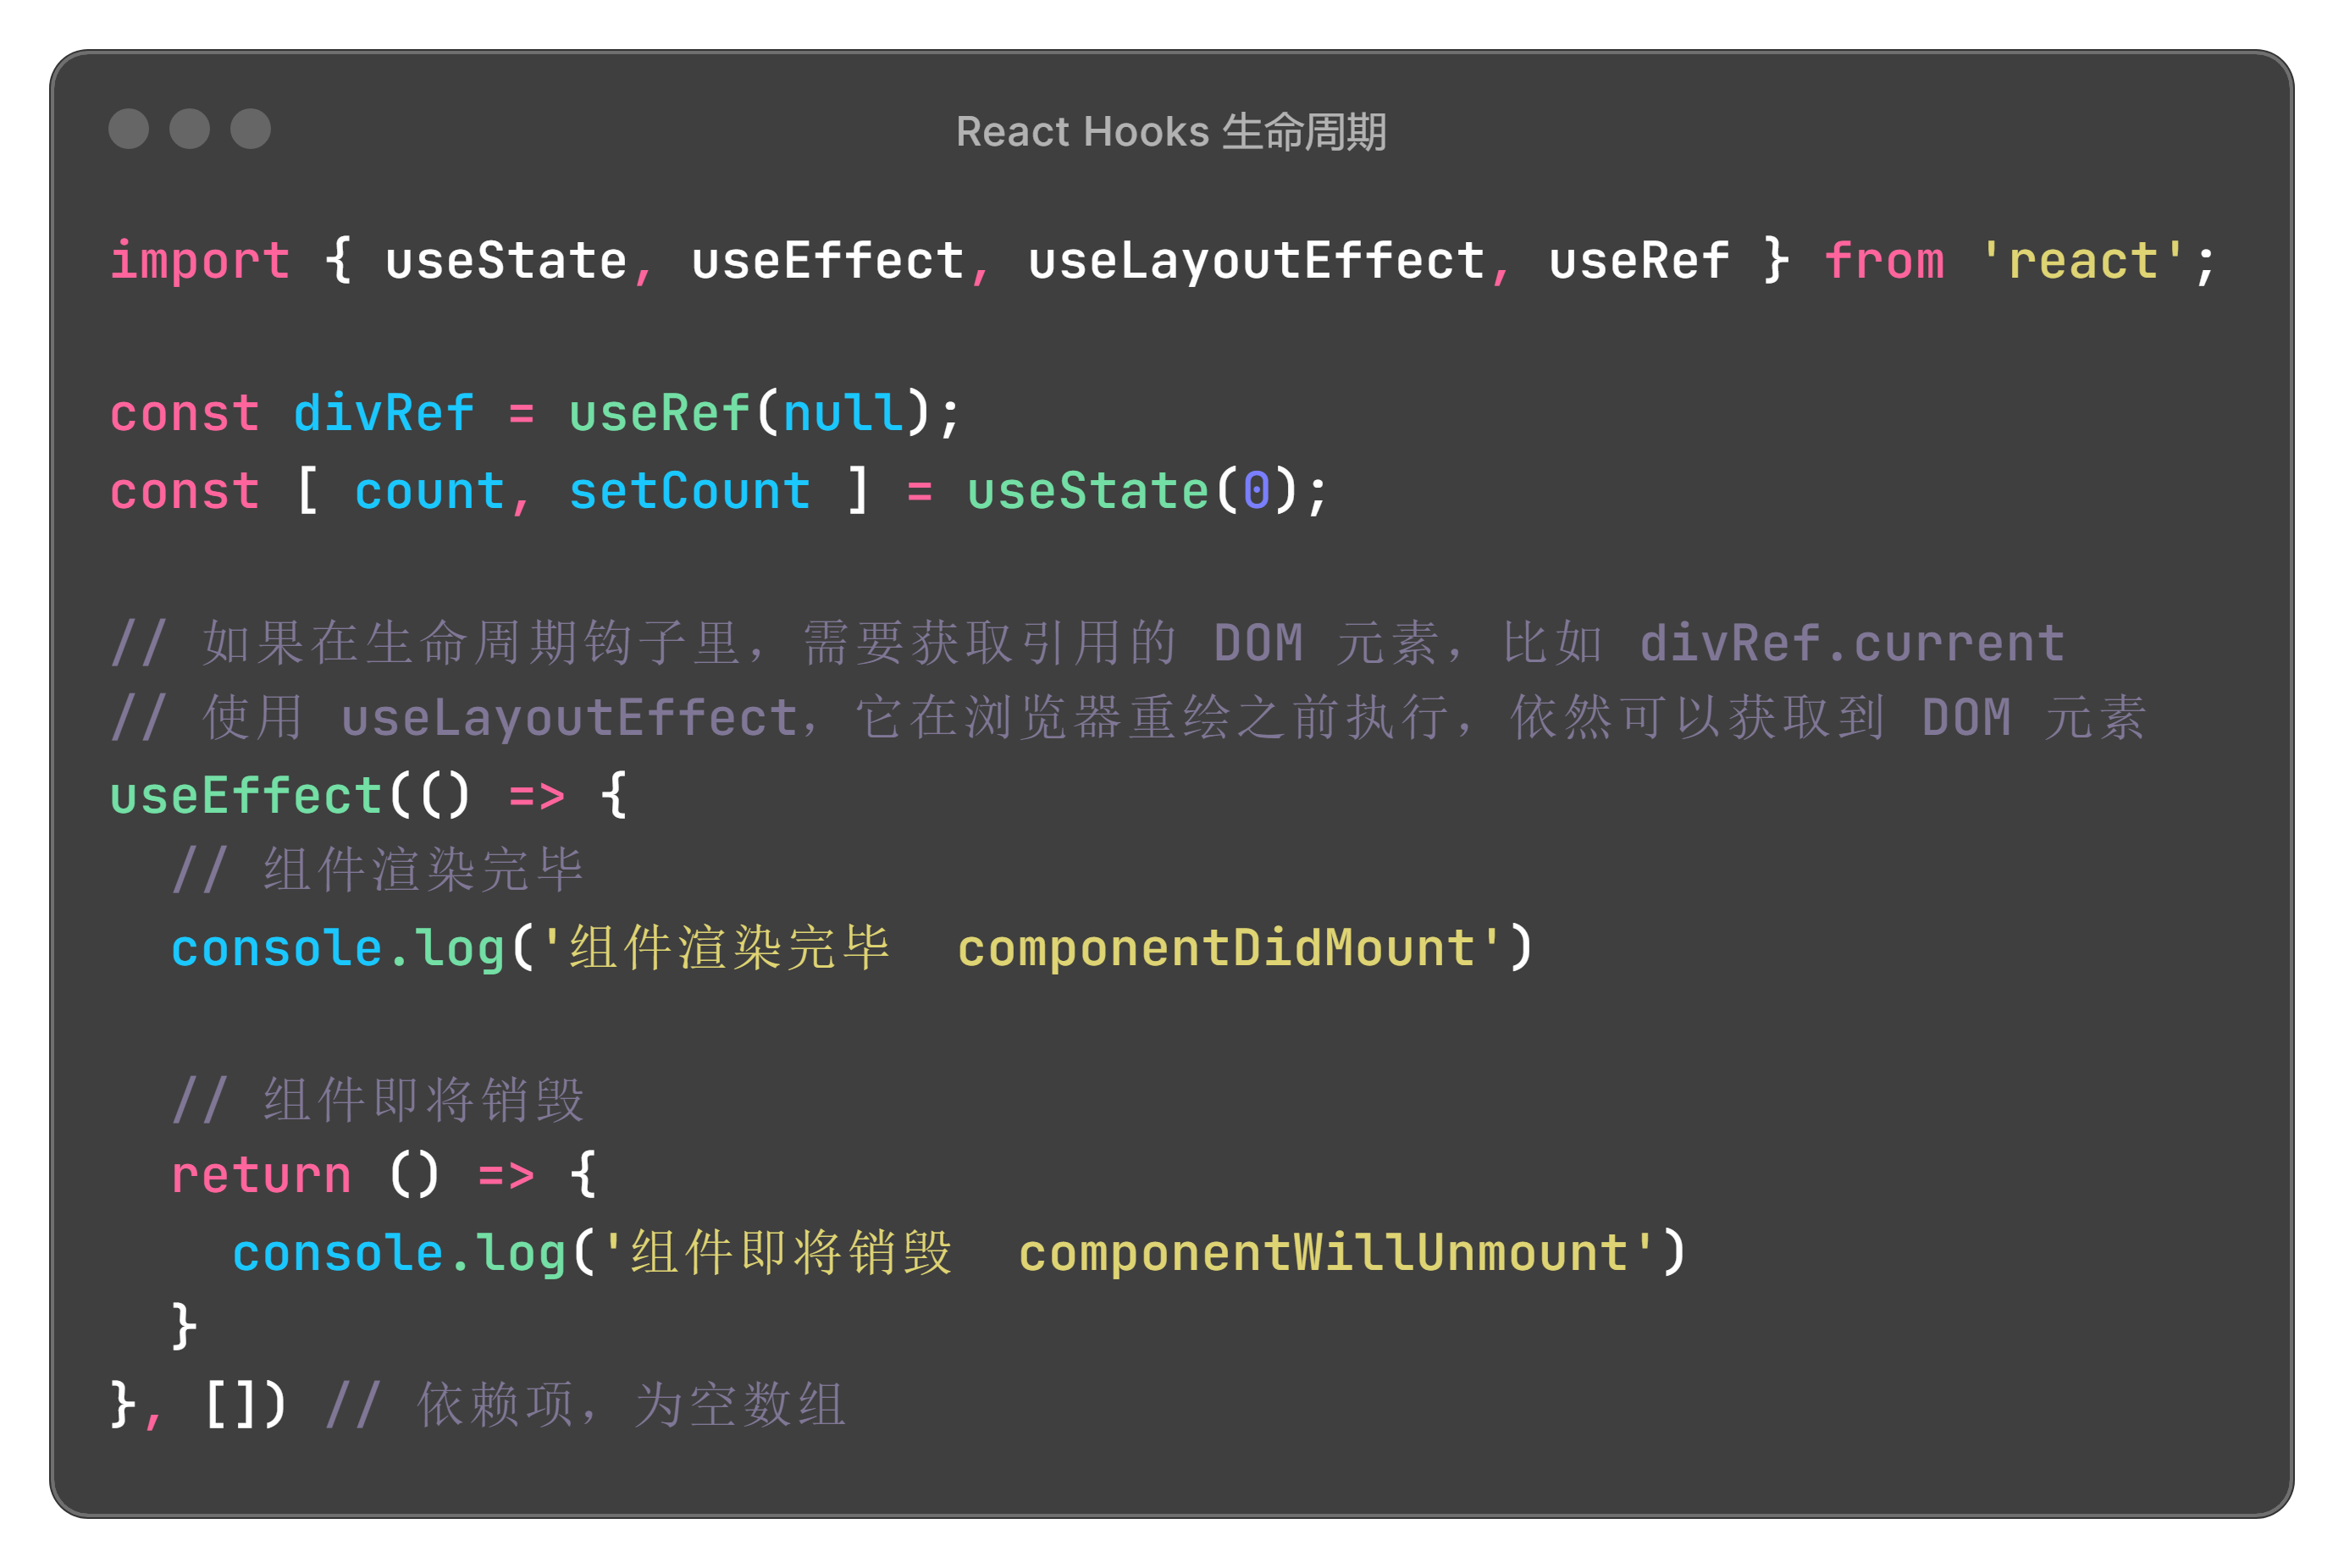 React Hooks 生命周期
import { useState, useEffect, useLayoutEffect, useRef } from 'react';
const divRef = useRef(null);
const [ count, setCount ] = useState(0);
// 如果在生命周期钩子里，需要获取引用的 DOM 元素，比如 divRef.current
// 使用 useLayoutEffect，它在浏览器重绘之前执行，依然可以获取到 DOM 元素
useEffect(() => {
  // 组件渲染完毕
  console.log('组件渲染完毕  componentDidMount')
  // 组件即将销毁
  return () => {
    console.log('组件即将销毁  componentWillUnmount')
  }
}, []) // 依赖项，为空数组